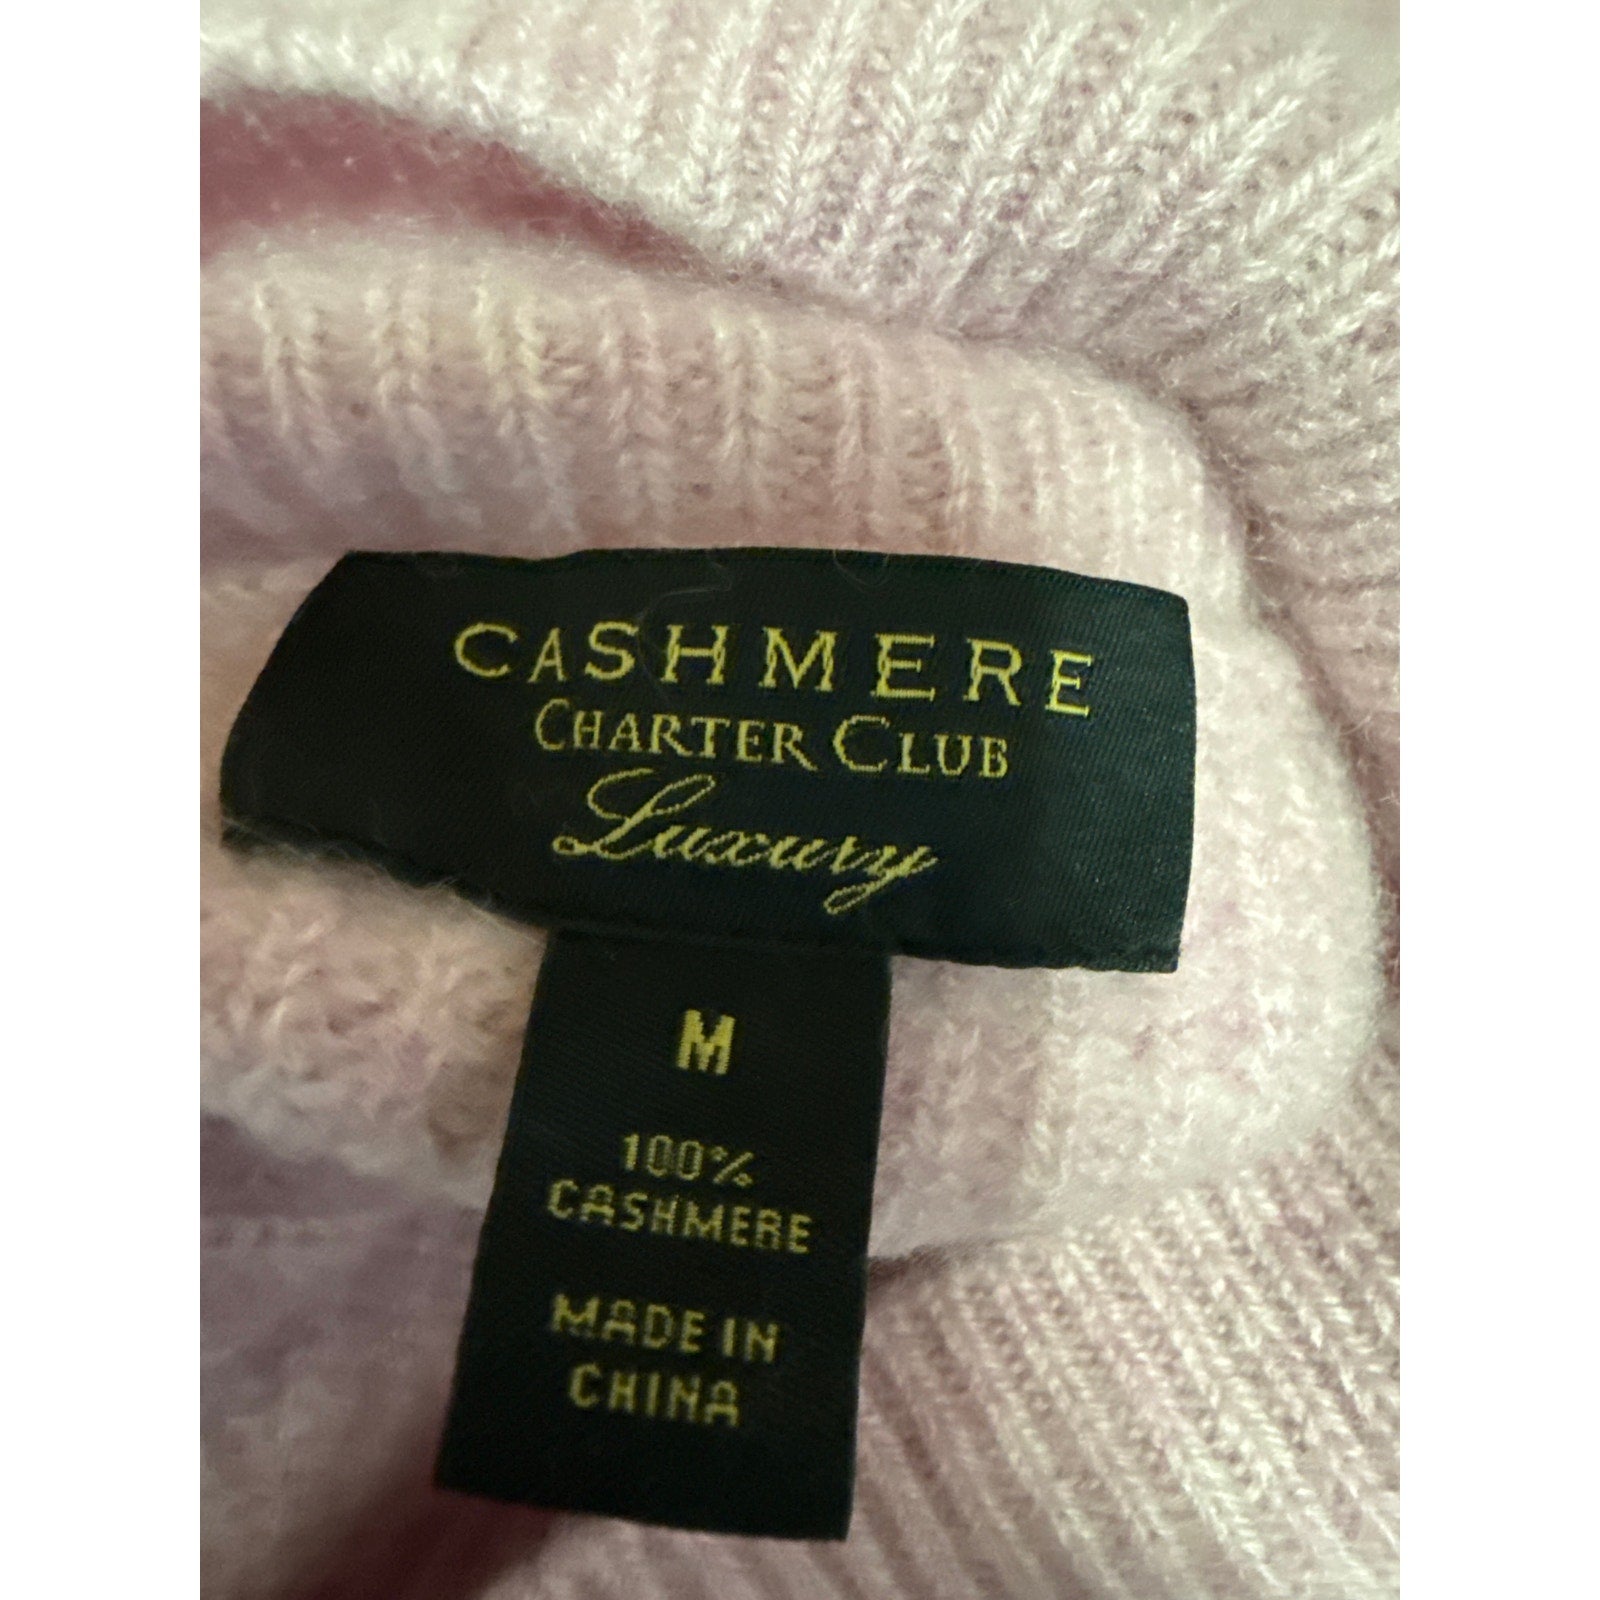 CASHMERE
CHARTER CLUB
Luxury
M
100%
CASHMERE
MADE IN
CHINA